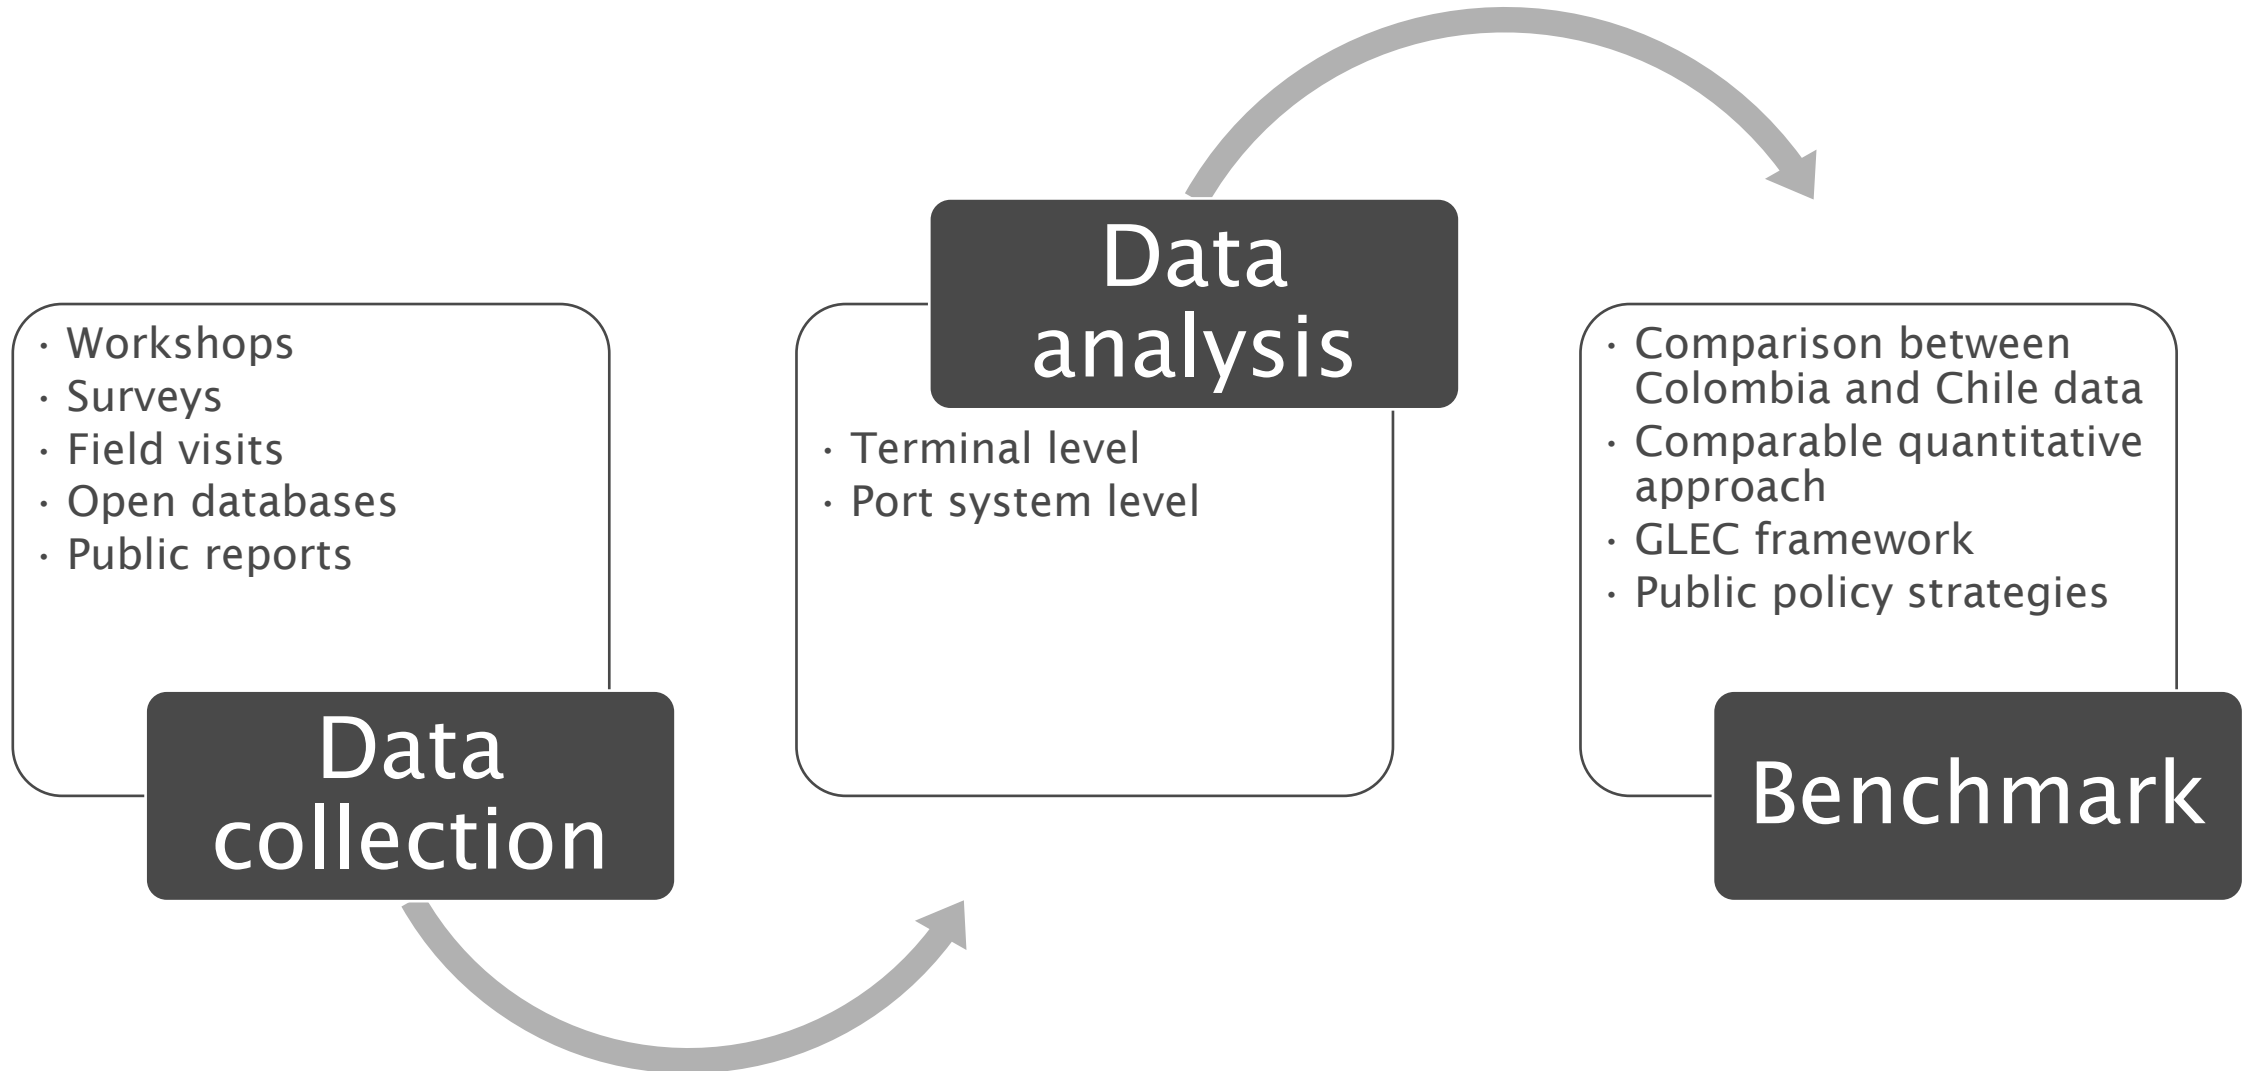 · Workshops
· Surveys
· Field visits
· Open databases
· Public reports
Data
collection
Data
analysis
· Terminal level
· Port system level
· Comparison between
Colombia and Chile data
· Comparable quantitative
approach
· GLEC framework
· Public policy strategies
Benchmark